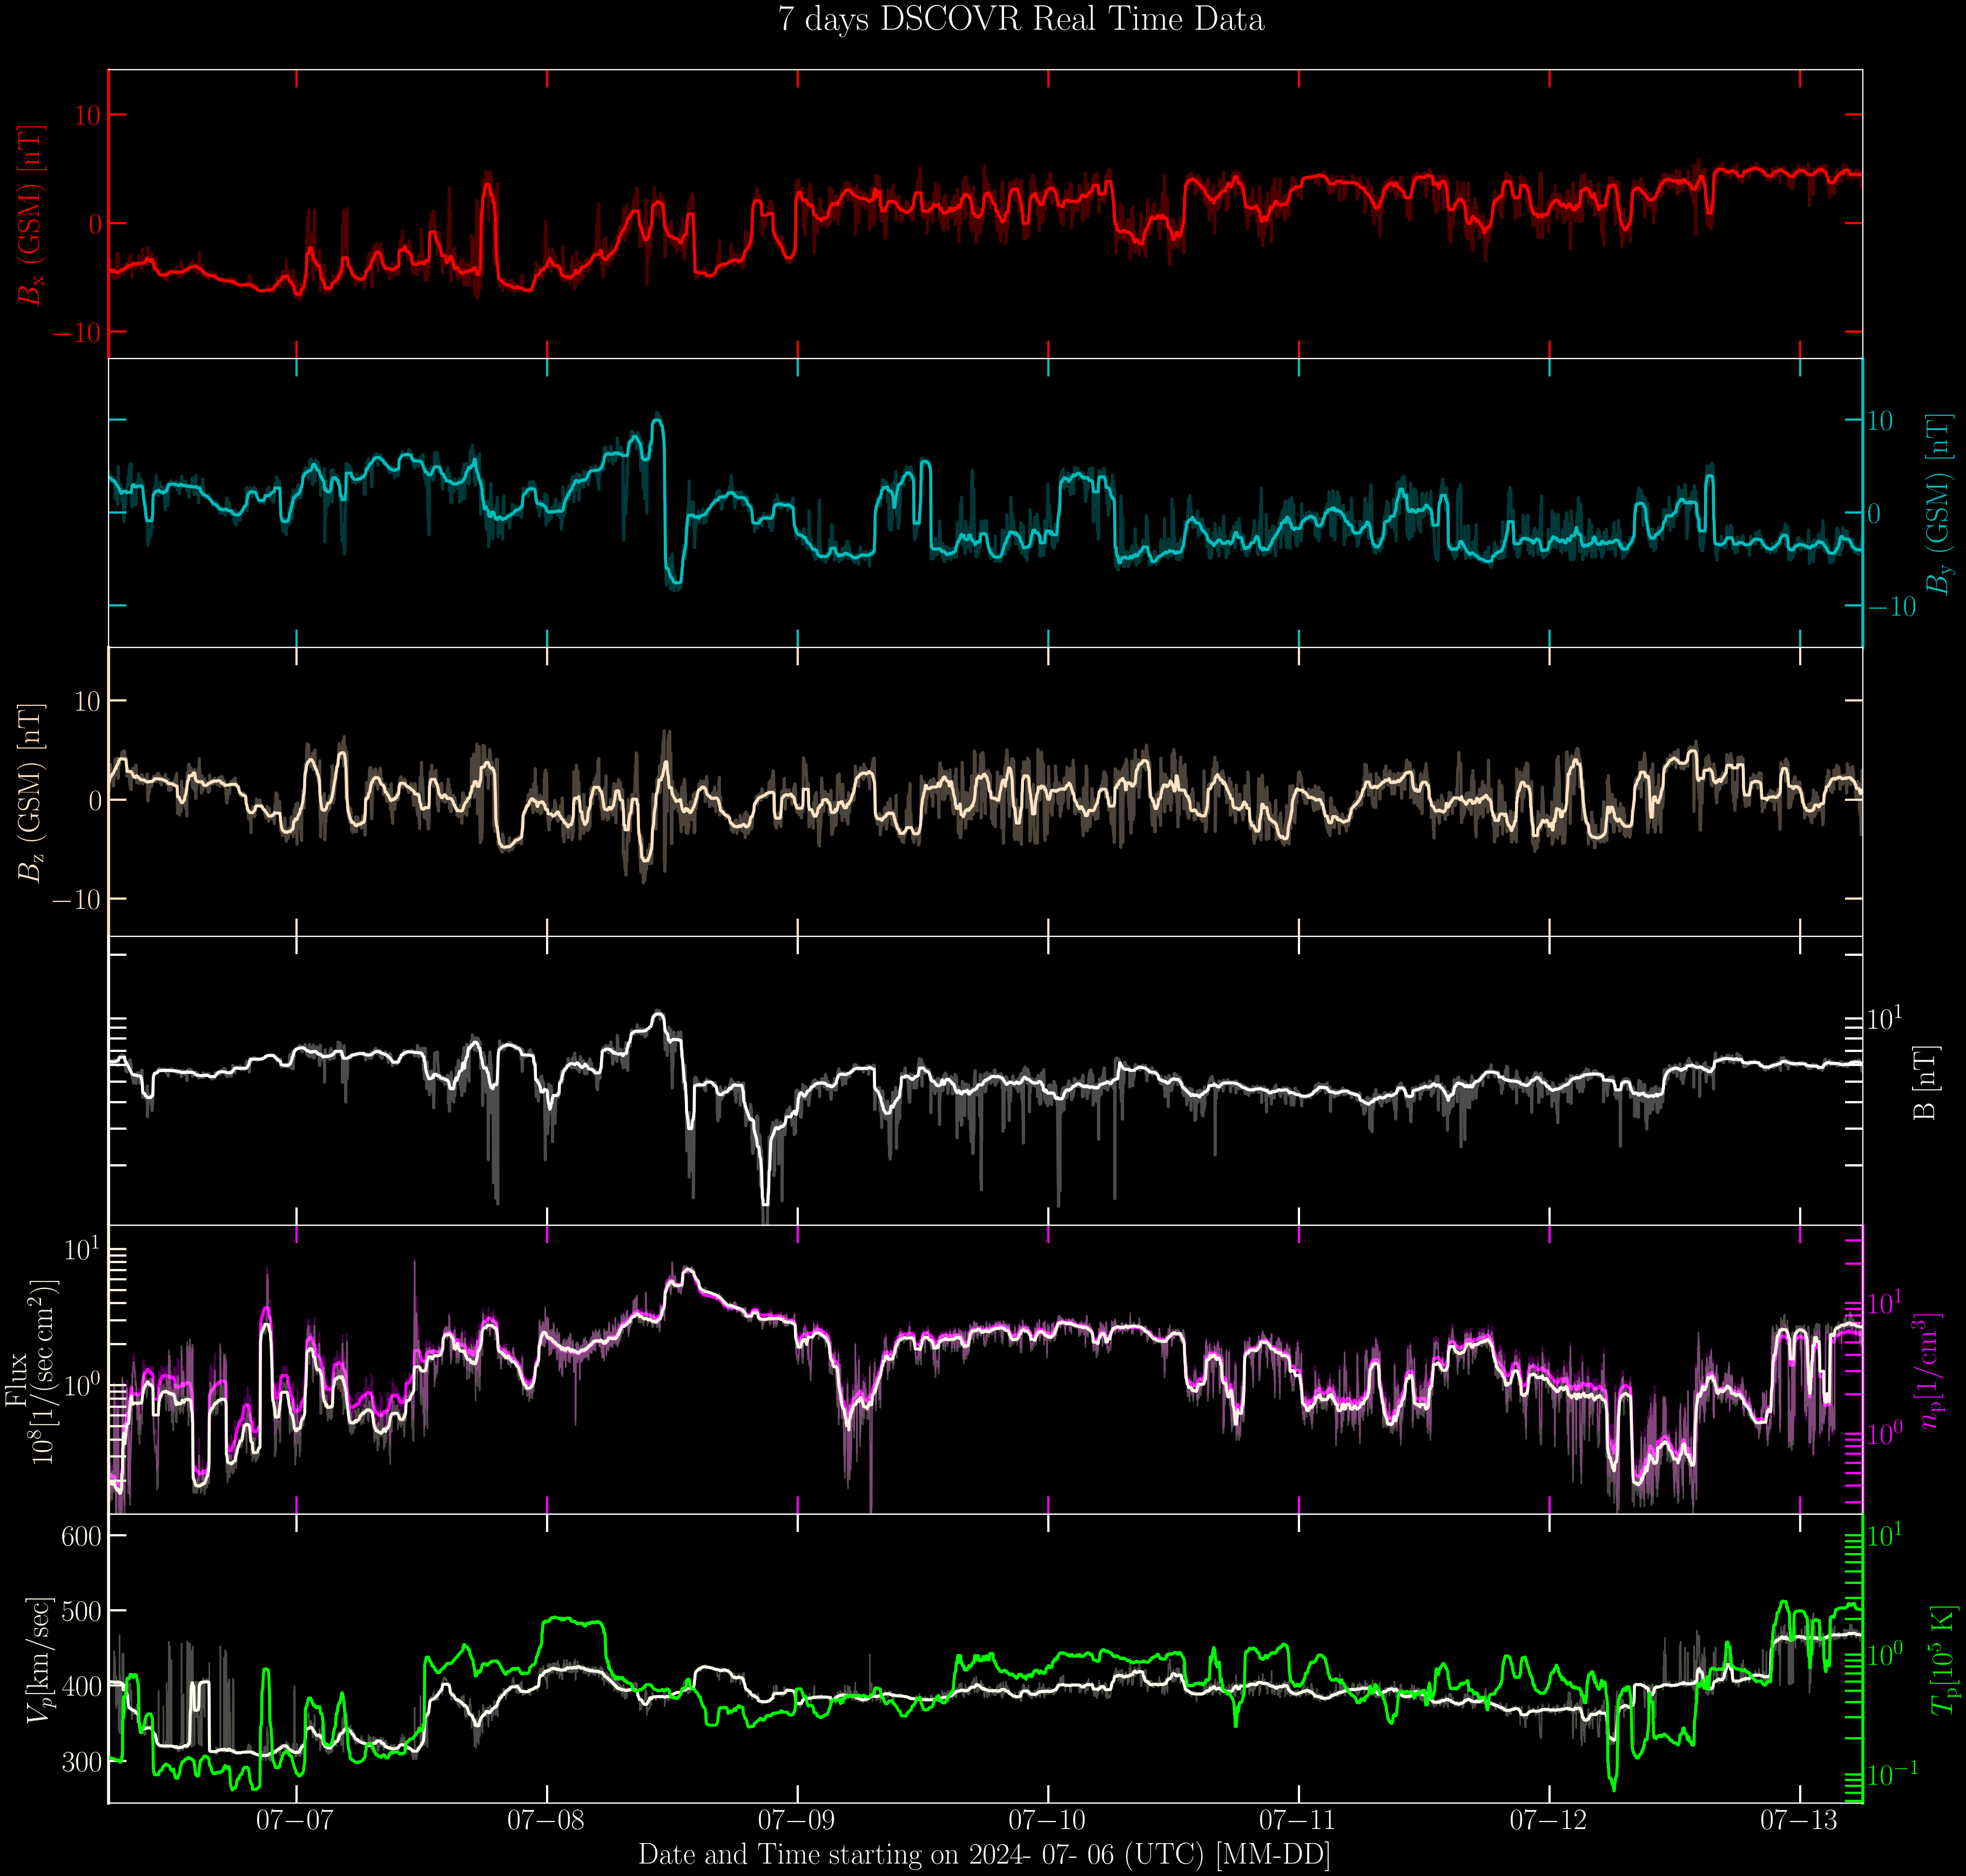 7 days DSCOVR Real Time Data
10
0
−10
Bx (GSM) [nT]
10
0
−10
By (GSM) [nT]
10
0
−10
Bz (GSM) [nT]
10^1
B [nT]
10^1
10^0
Flux
10^8[1/(sec cm^2)]
10^1
10^0
np[1/cm^3]
600
500
400
300
Vp[km/sec]
10^1
10^0
10^−1
Tp[10^5 K]
07−07
07−08
07−09
07−10
07−11
07−12
07−13
Date and Time starting on 2024- 07- 06 (UTC) [MM-DD]